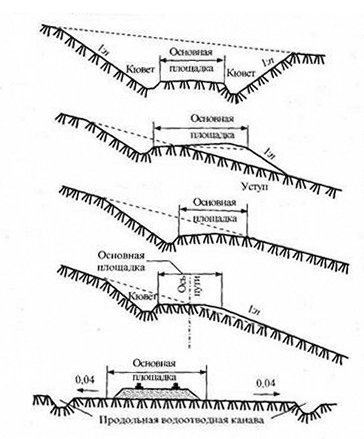 Основная
площадка
1:n
Кювет
Кювет
1:n
Основная
площадка
1:n
Уступ
Основная
площадка
Основная
площадка
Ось
пути
Кювет
1:n
Основная
площадка
0,04
0,04
Продольная водоотводная канава